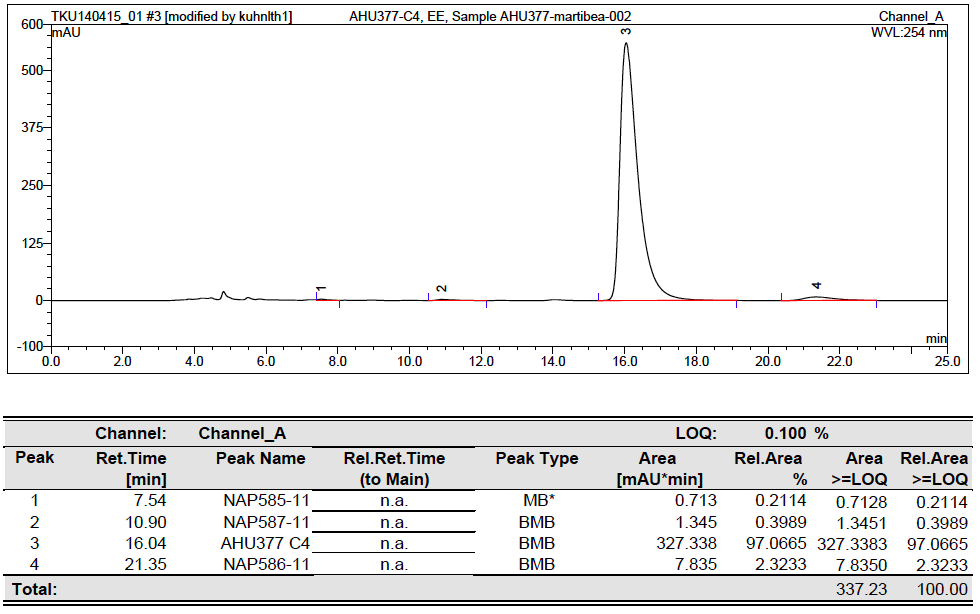 TKU140415_01 #3 [modified by kuhnlth1] AHU377-C4, EE, Sample AHU377-martibea-002 Channel_A
600 mAU WVL:254 nm
3
500
375
250
125
0
1 2 4
-100 min
0.0 2.0 4.0 6.0 8.0 10.0 12.0 14.0 16.0 18.0 20.0 22.0 25.0
Channel: Channel_A LOQ: 0.100 %
Peak Ret.Time Peak Name Rel.Ret.Time Peak Type Area Rel.Area Area Rel.Area
[min] (to Main) [mAU*min] % >=LOQ >=LOQ
1 7.54 NAP585-11 n.a. MB* 0.713 0.2114 0.7128 0.2114
2 10.90 NAP587-11 n.a. BMB 1.345 0.3989 1.3451 0.3989
3 16.04 AHU377 C4 n.a. BMB 327.338 97.0665 327.3383 97.0665
4 21.35 NAP586-11 n.a. BMB 7.835 2.3233 7.8350 2.3233
Total: 337.23 100.00